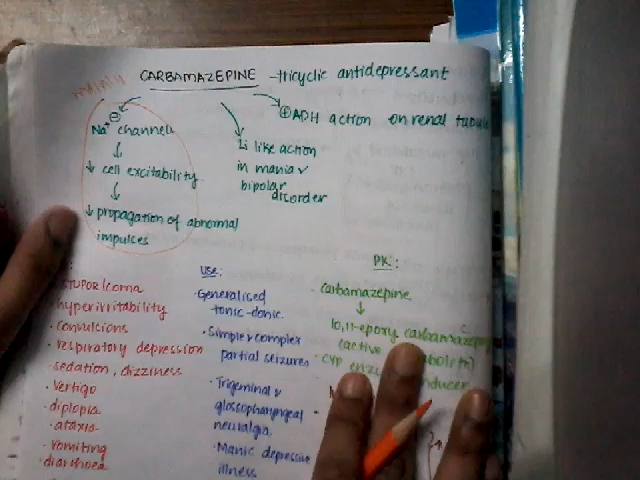 mainly
CARBAMAZEPINE - tricyclic antidepressant
⊖
Na⁺ channels
↓
↓ cell excitability
↓
↓ propagation of abnormal
impulses
Li like action
in mania &
bipolar
disorder
⊕ ADH action on renal tubule
:
STUPOR/coma
· hyperirritability
· convulsions
· respiratory depression
· sedation, dizziness
· vertigo
· diplopia
· ataxia
· vomiting
· diarrhoea
USE:
· Generalised
tonic-clonic
· Simple & complex
partial seizures
· Trigeminal &
glossopharyngeal
neuralgia
· Manic depressive
illness
PK:
· carbamazepine
↓
10,11-epoxy
(active
· CYP